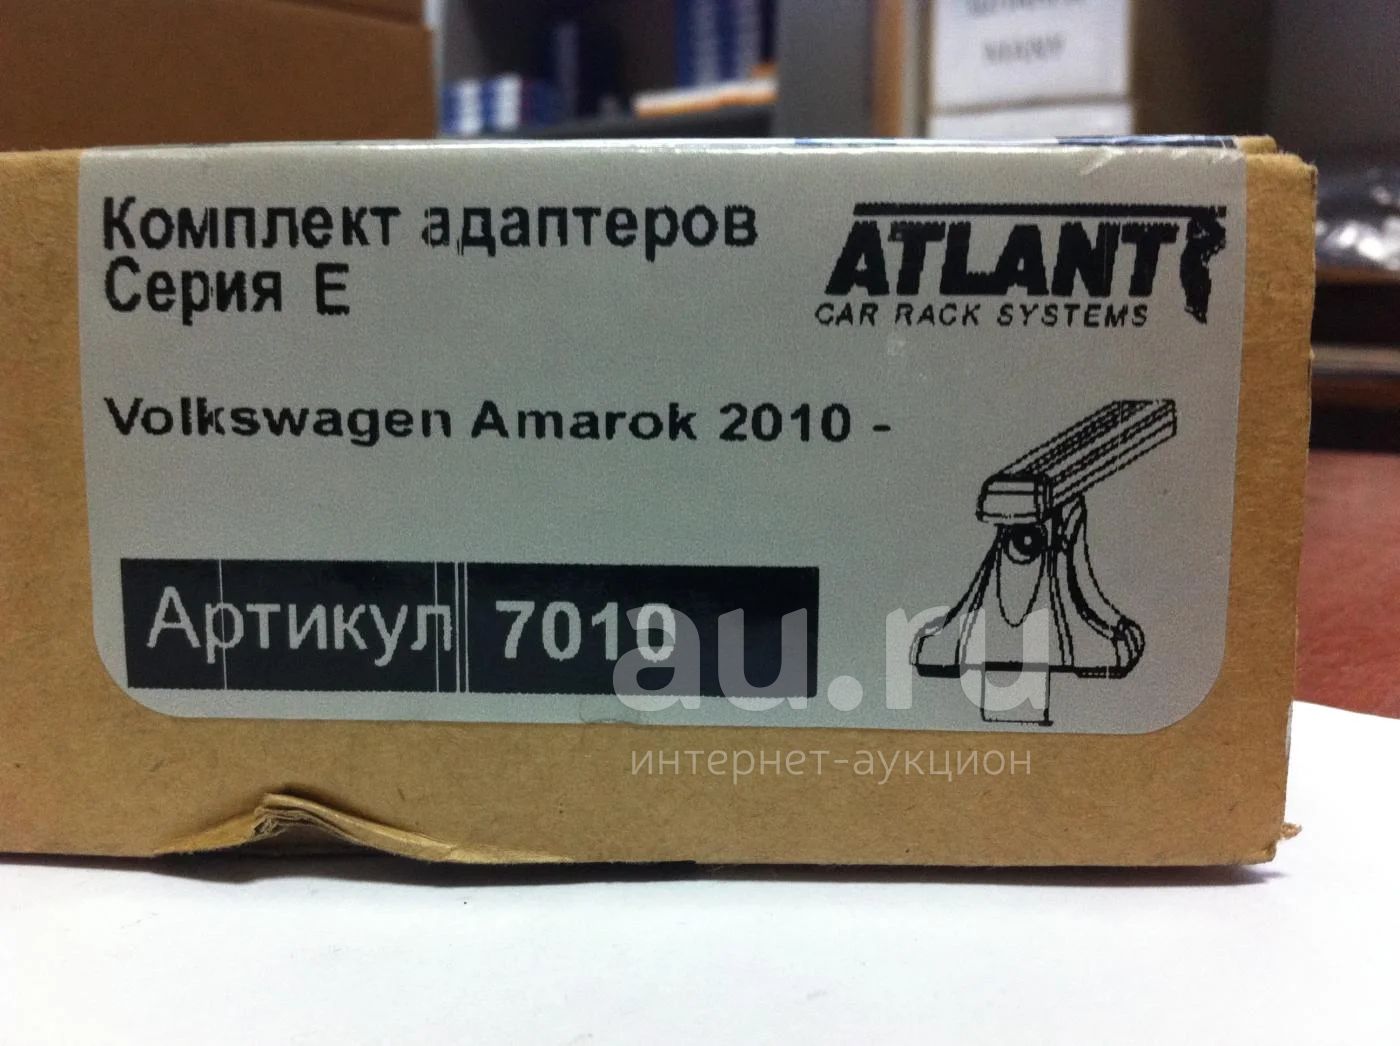 Комплект адаптеров
Серия E
ATLANT
CAR RACK SYSTEMS
Volkswagen Amarok 2010 -
Артикул 7010
au.ru
интернет-аукцион